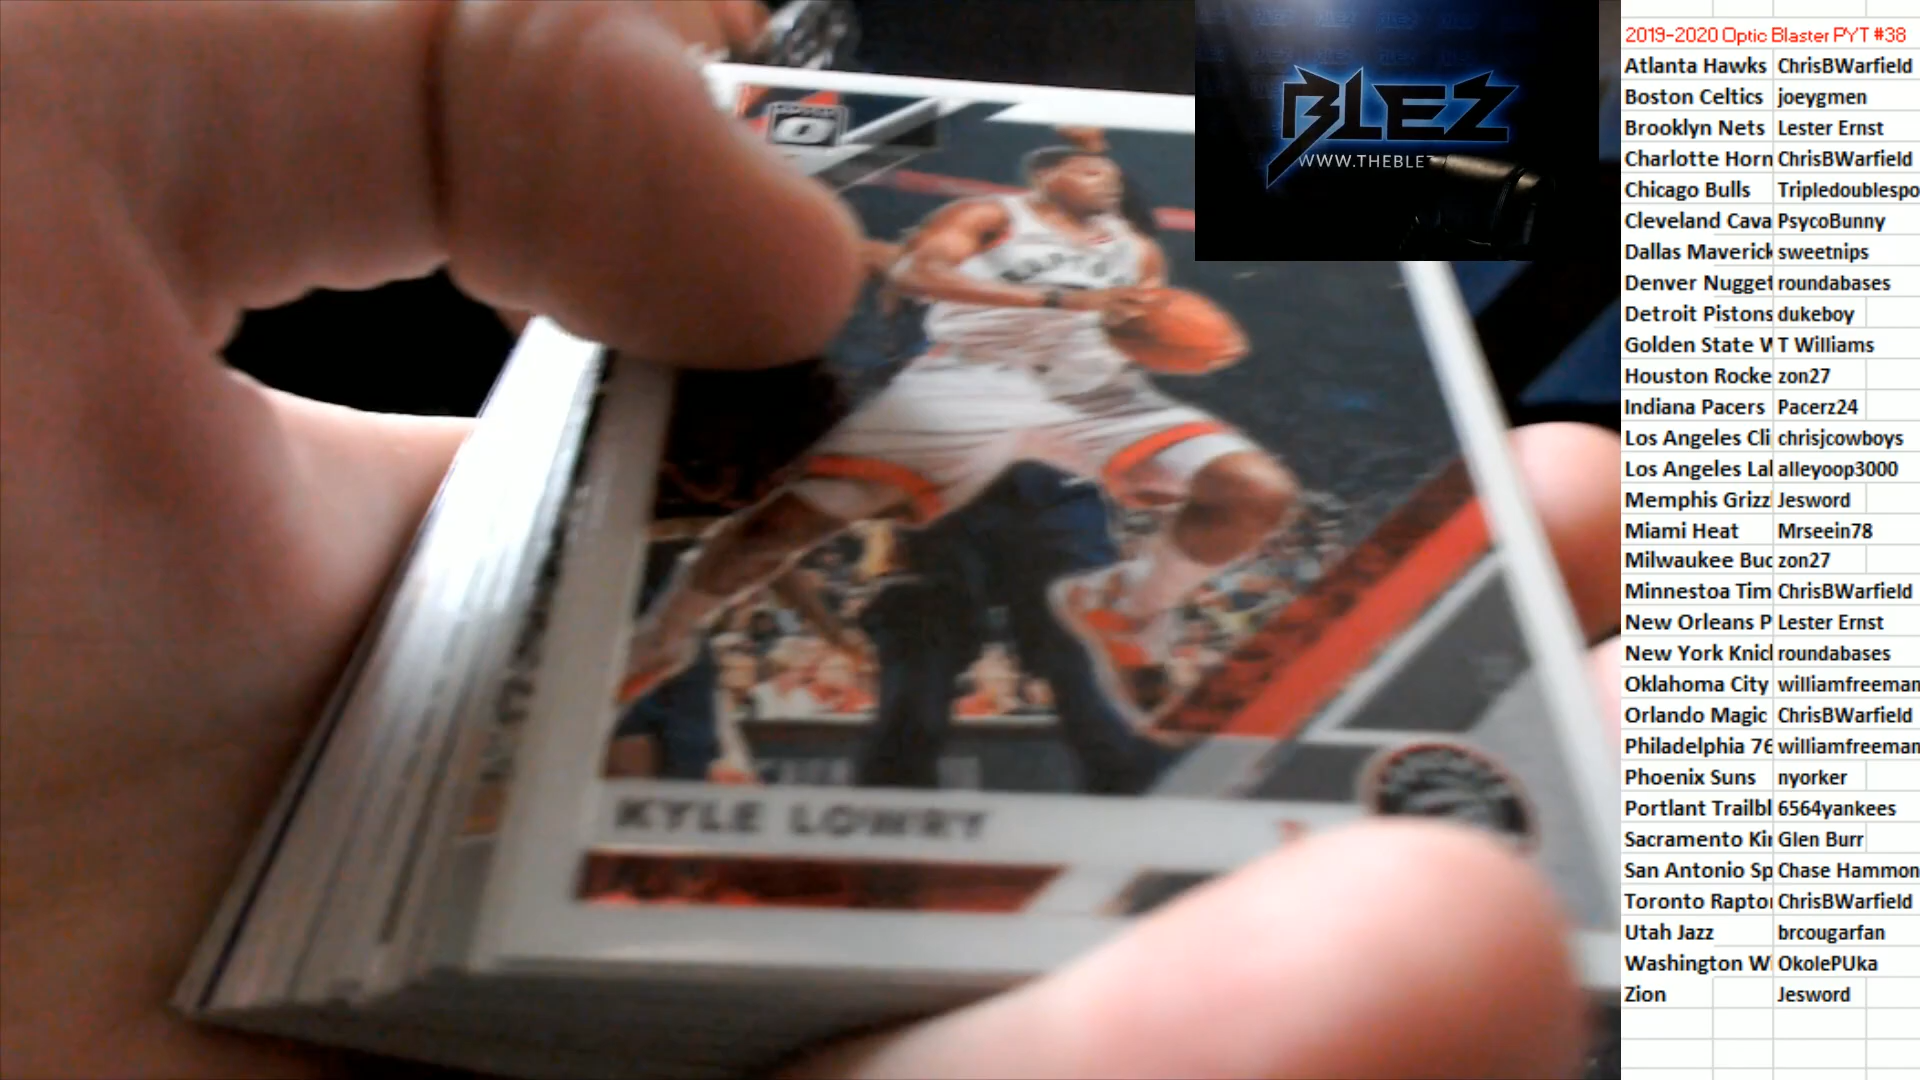 BLEZ
2019-2020 Optic Blaster PYT #38
Atlanta Hawks ChrisBWarfield
Boston Celtics joeygmen
Brooklyn Nets Lester Ernst
Charlotte Horn ChrisBWarfield
Chicago Bulls Tripledoublespo
Cleveland Cava PsycoBunny
Dallas Maverick sweetnips
Denver Nugget roundabases
Detroit Pistons dukeboy
Golden State W T Williams
Houston Rocke zon27
Indiana Pacers Pacerz24
Los Angeles Cli chrisjcowboys
Los Angeles Lal alleyoop3000
Memphis Grizz Jesword
Miami Heat Mrseein78
Milwaukee Buc zon27
Minnestoa Tim ChrisBWarfield
New Orleans P Lester Ernst
New York Knic roundabases
Oklahoma City williamfreeman
Orlando Magic ChrisBWarfield
Philadelphia 76 williamfreeman
Phoenix Suns nyorker
Portlant Trailbl 6564yankees
Sacramento Kin Glen Burr
San Antonio Sp Chase Hammon
Toronto Raptor ChrisBWarfield
Utah Jazz brcougarfan
Washington Wi OkolePUka
Zion Jesword
WWW.THEBLEZ
KYLE LOWRY